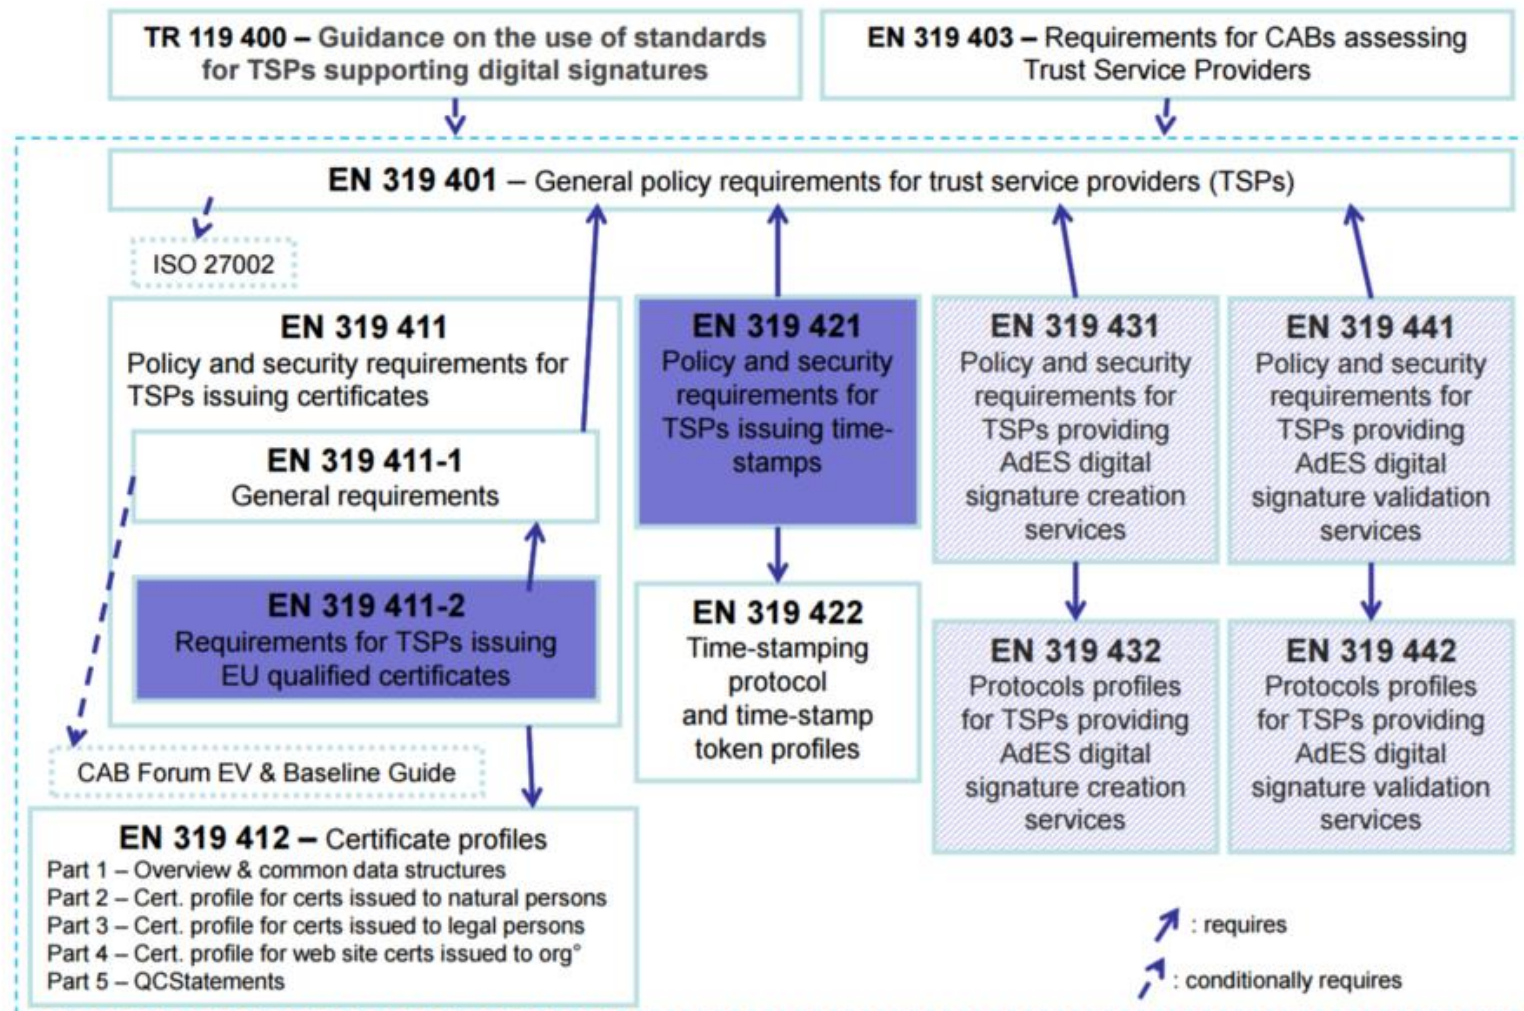 TR 119 400 – Guidance on the use of standards
for TSPs supporting digital signatures
EN 319 403 – Requirements for CABs assessing
Trust Service Providers
EN 319 401 – General policy requirements for trust service providers (TSPs)
ISO 27002
EN 319 411
Policy and security requirements for
TSPs issuing certificates
EN 319 411-1
General requirements
EN 319 411-2
Requirements for TSPs issuing
EU qualified certificates
CAB Forum EV & Baseline Guide
EN 319 412 – Certificate profiles
Part 1 – Overview & common data structures
Part 2 – Cert. profile for certs issued to natural persons
Part 3 – Cert. profile for certs issued to legal persons
Part 4 – Cert. profile for web site certs issued to org°
Part 5 – QCStatements
EN 319 421
Policy and security
requirements for
TSPs issuing time-
stamps
EN 319 422
Time-stamping
protocol
and time-stamp
token profiles
EN 319 431
Policy and security
requirements for
TSPs providing
AdES digital
signature creation
services
EN 319 432
Protocols profiles
for TSPs providing
AdES digital
signature creation
services
EN 319 441
Policy and security
requirements for
TSPs providing
AdES digital
signature validation
services
EN 319 442
Protocols profiles
for TSPs providing
AdES digital
signature validation
services
: requires
: conditionally requires